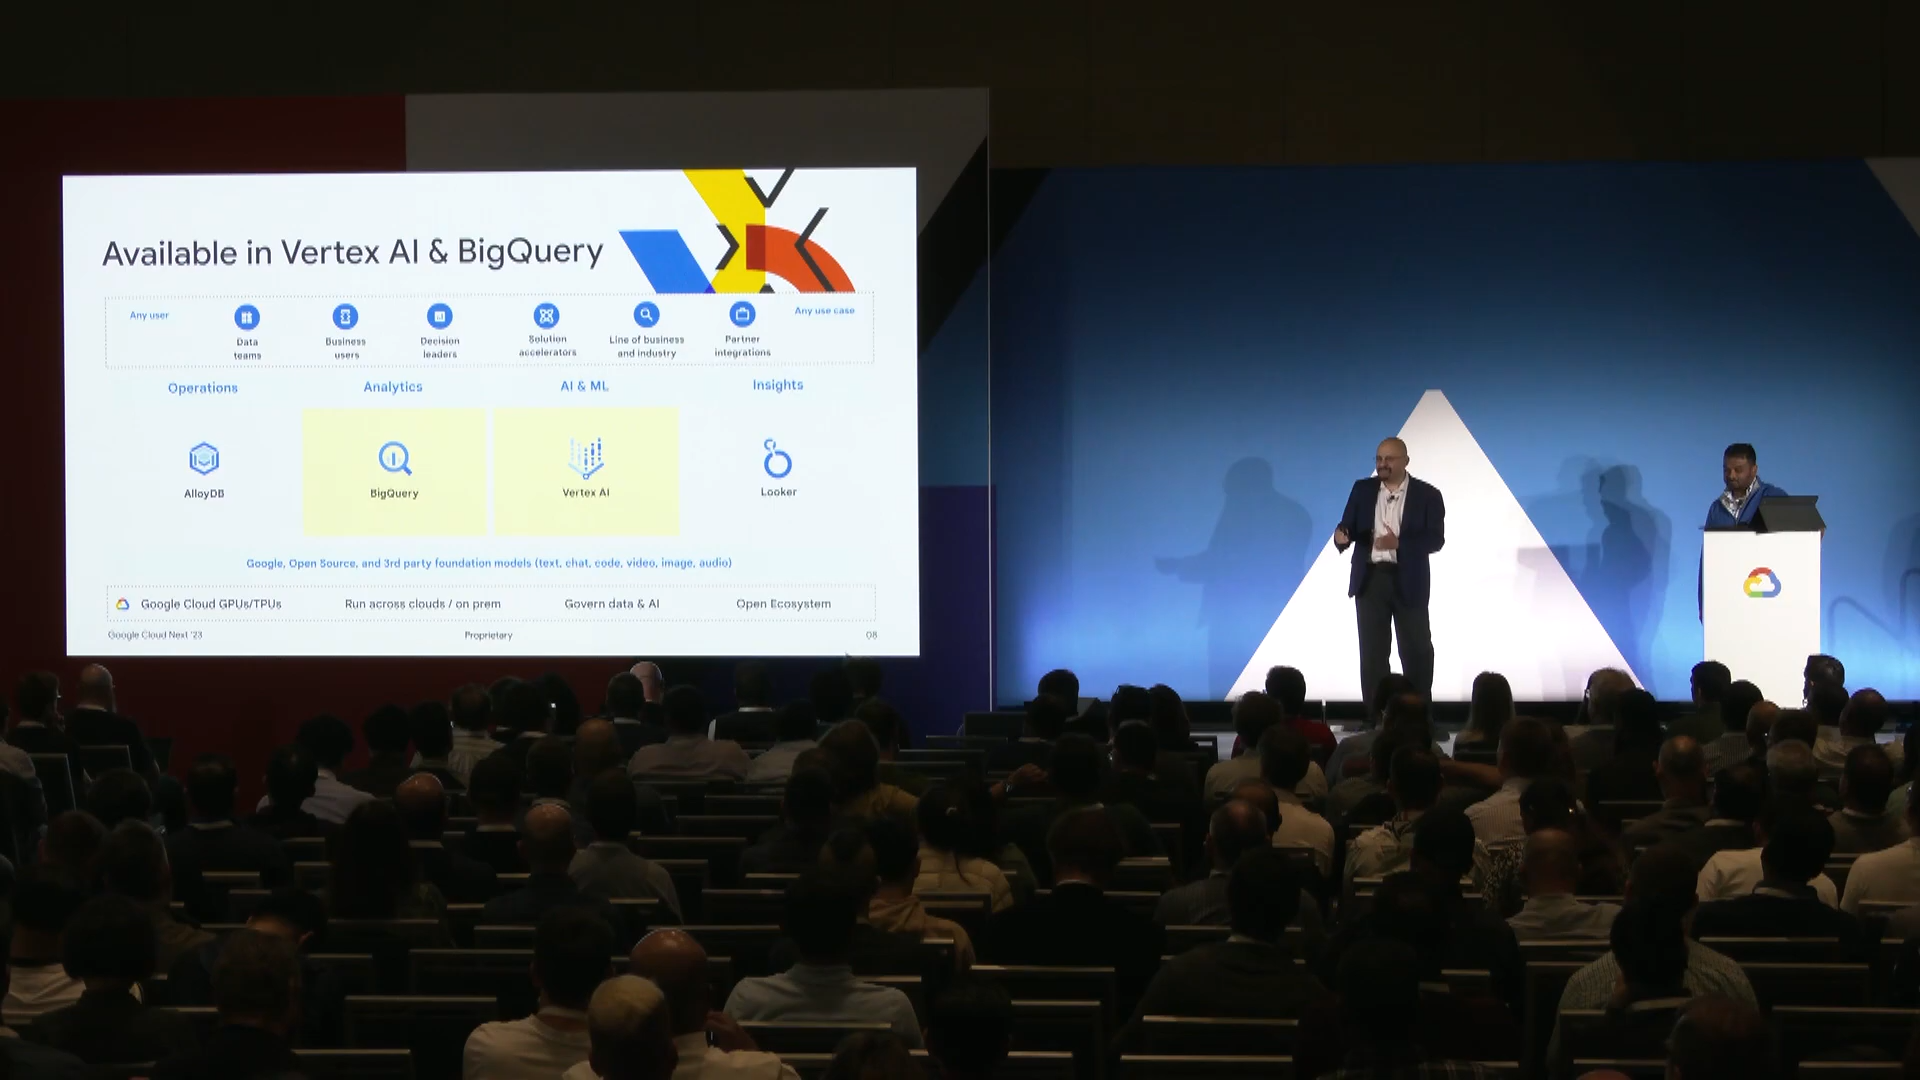 Available in Vertex AI & BigQuery
Any user
Data
teams
Business
users
Decision
leaders
Solution
accelerators
Line of business
and industry
Partner
integrations
Any use case
Operations
Analytics
AI & ML
Insights
AlloyDB
BigQuery
Vertex AI
Looker
Google, Open Source, and 3rd party foundation models (text, chat, code, video, image, audio)
Google Cloud GPUs/TPUs
Run across clouds / on prem
Govern data & AI
Open Ecosystem
Google Cloud Next '23
Proprietary
08